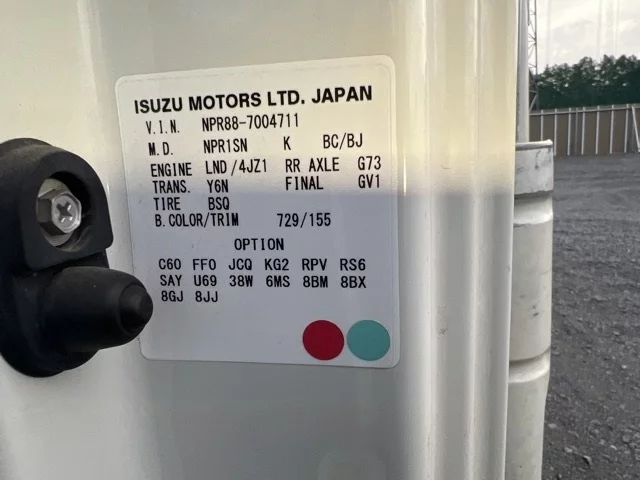 ISUZU MOTORS LTD. JAPAN
V.I.N. NPR88-7004711
M.D. NPR1SN K BC/BJ
ENGINE LND/4JZ1 RR AXLE G73
TRANS. Y6N FINAL GV1
TIRE BSQ
B.COLOR/TRIM 729/155
OPTION
C60 FF0 JCQ KG2 RPV RS6
SAY U69 38W 6MS 8BM 8BX
8GJ 8JJ